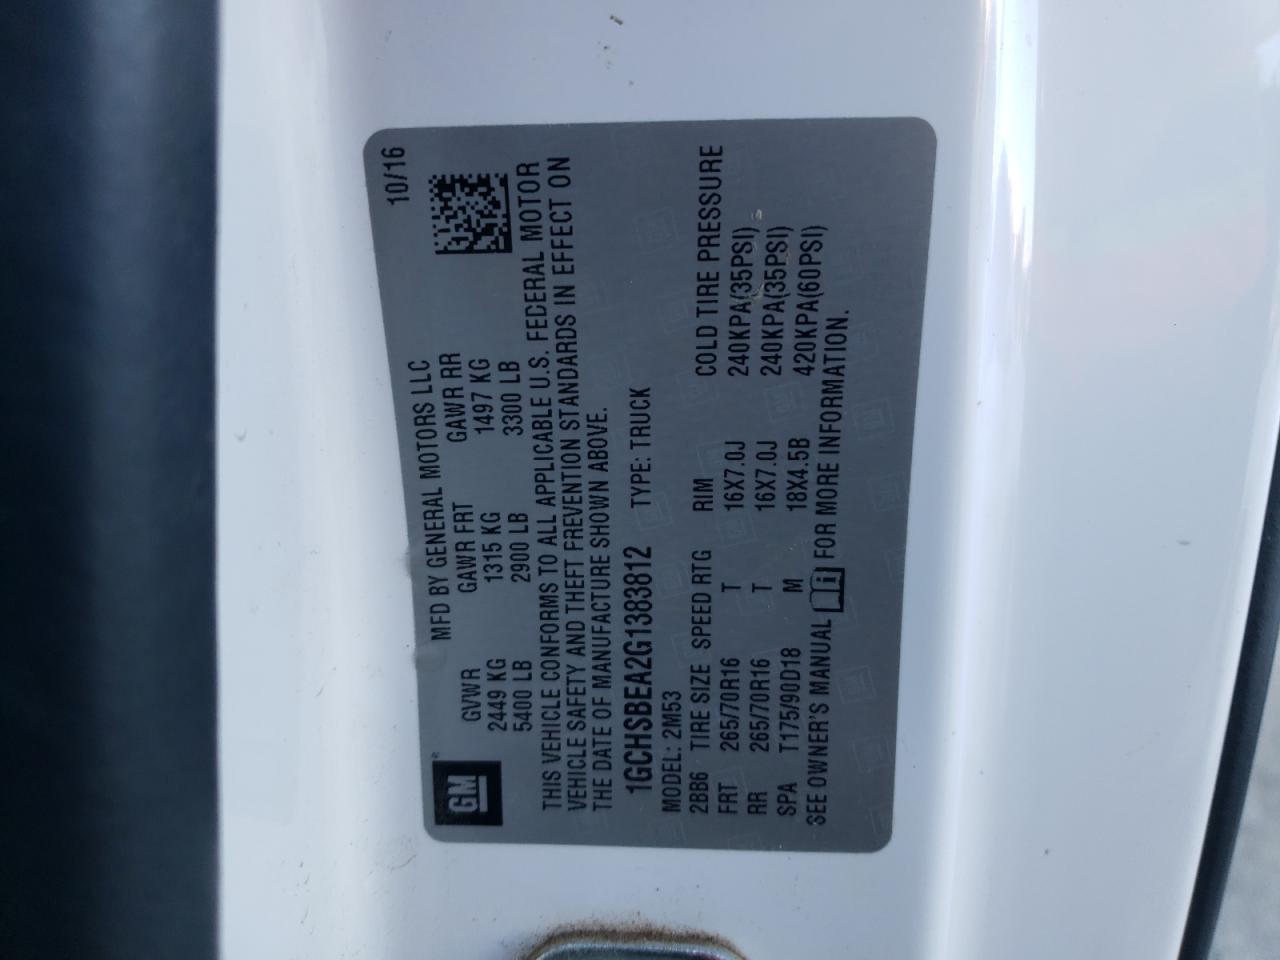 GM
MFD BY GENERAL MOTORS LLC 10/16
GVWR GAWR FRT GAWR RR
2449 KG 1315 KG 1497 KG
5400 LB 2900 LB 3300 LB
THIS VEHICLE CONFORMS TO ALL APPLICABLE U.S. FEDERAL MOTOR
VEHICLE SAFETY AND THEFT PREVENTION STANDARDS IN EFFECT ON
THE DATE OF MANUFACTURE SHOWN ABOVE.
1GCHSBEA2G1383812 TYPE: TRUCK
MODEL: 2M53
2BB6 TIRE SIZE SPEED RTG RIM COLD TIRE PRESSURE
FRT 265/70R16 T 16X7.0J 240KPA(35PSI)
RR 265/70R16 T 16X7.0J 240KPA(35PSI)
SPA T175/90D18 M 18X4.5B 420KPA(60PSI)
SEE OWNER'S MANUAL FOR MORE INFORMATION.